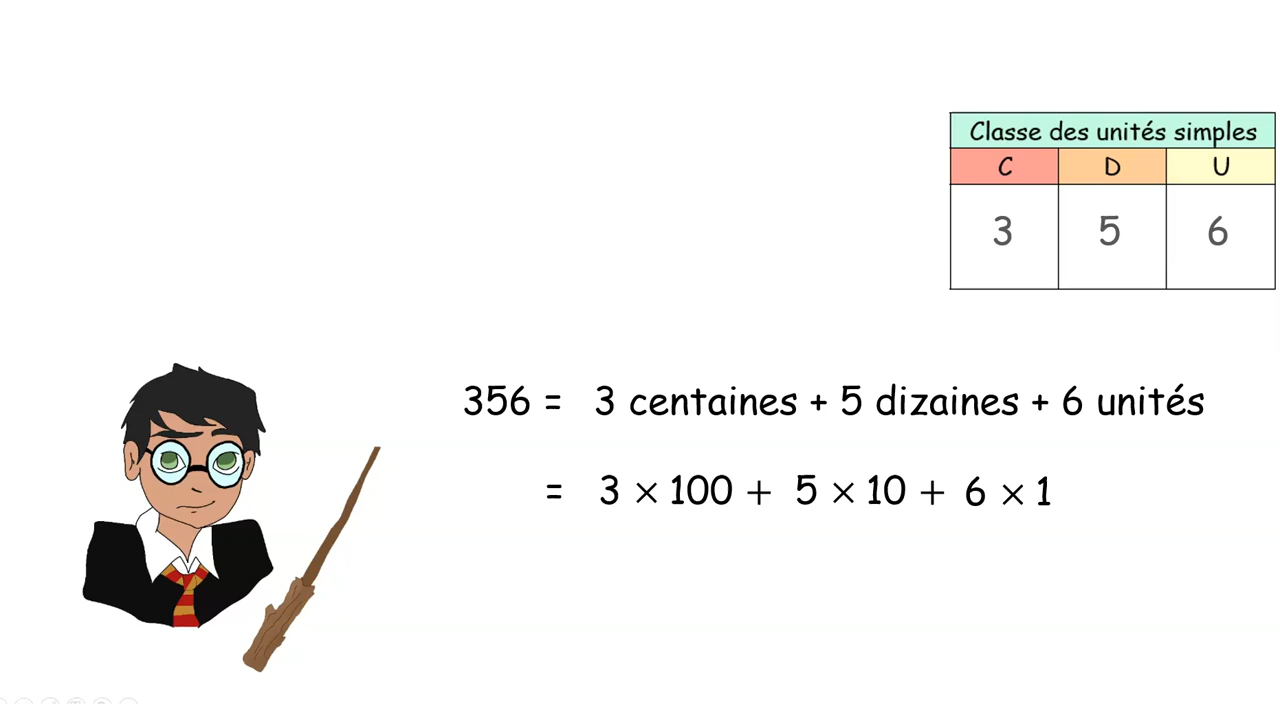 Classe des unités simples
C D U
3 5 6
356 = 3 centaines + 5 dizaines + 6 unités
= 3 × 100 + 5 × 10 + 6 × 1